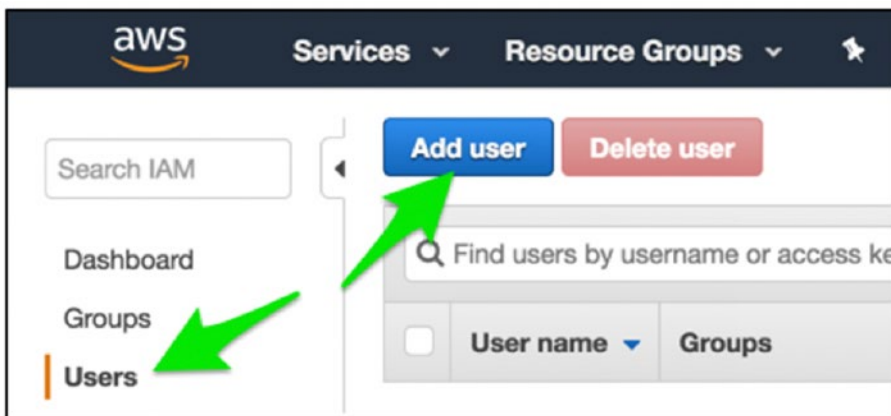 aws Services Resource Groups
Search IAM
Add user Delete user
Dashboard
Groups
Users
Find users by username or access ke
User name Groups